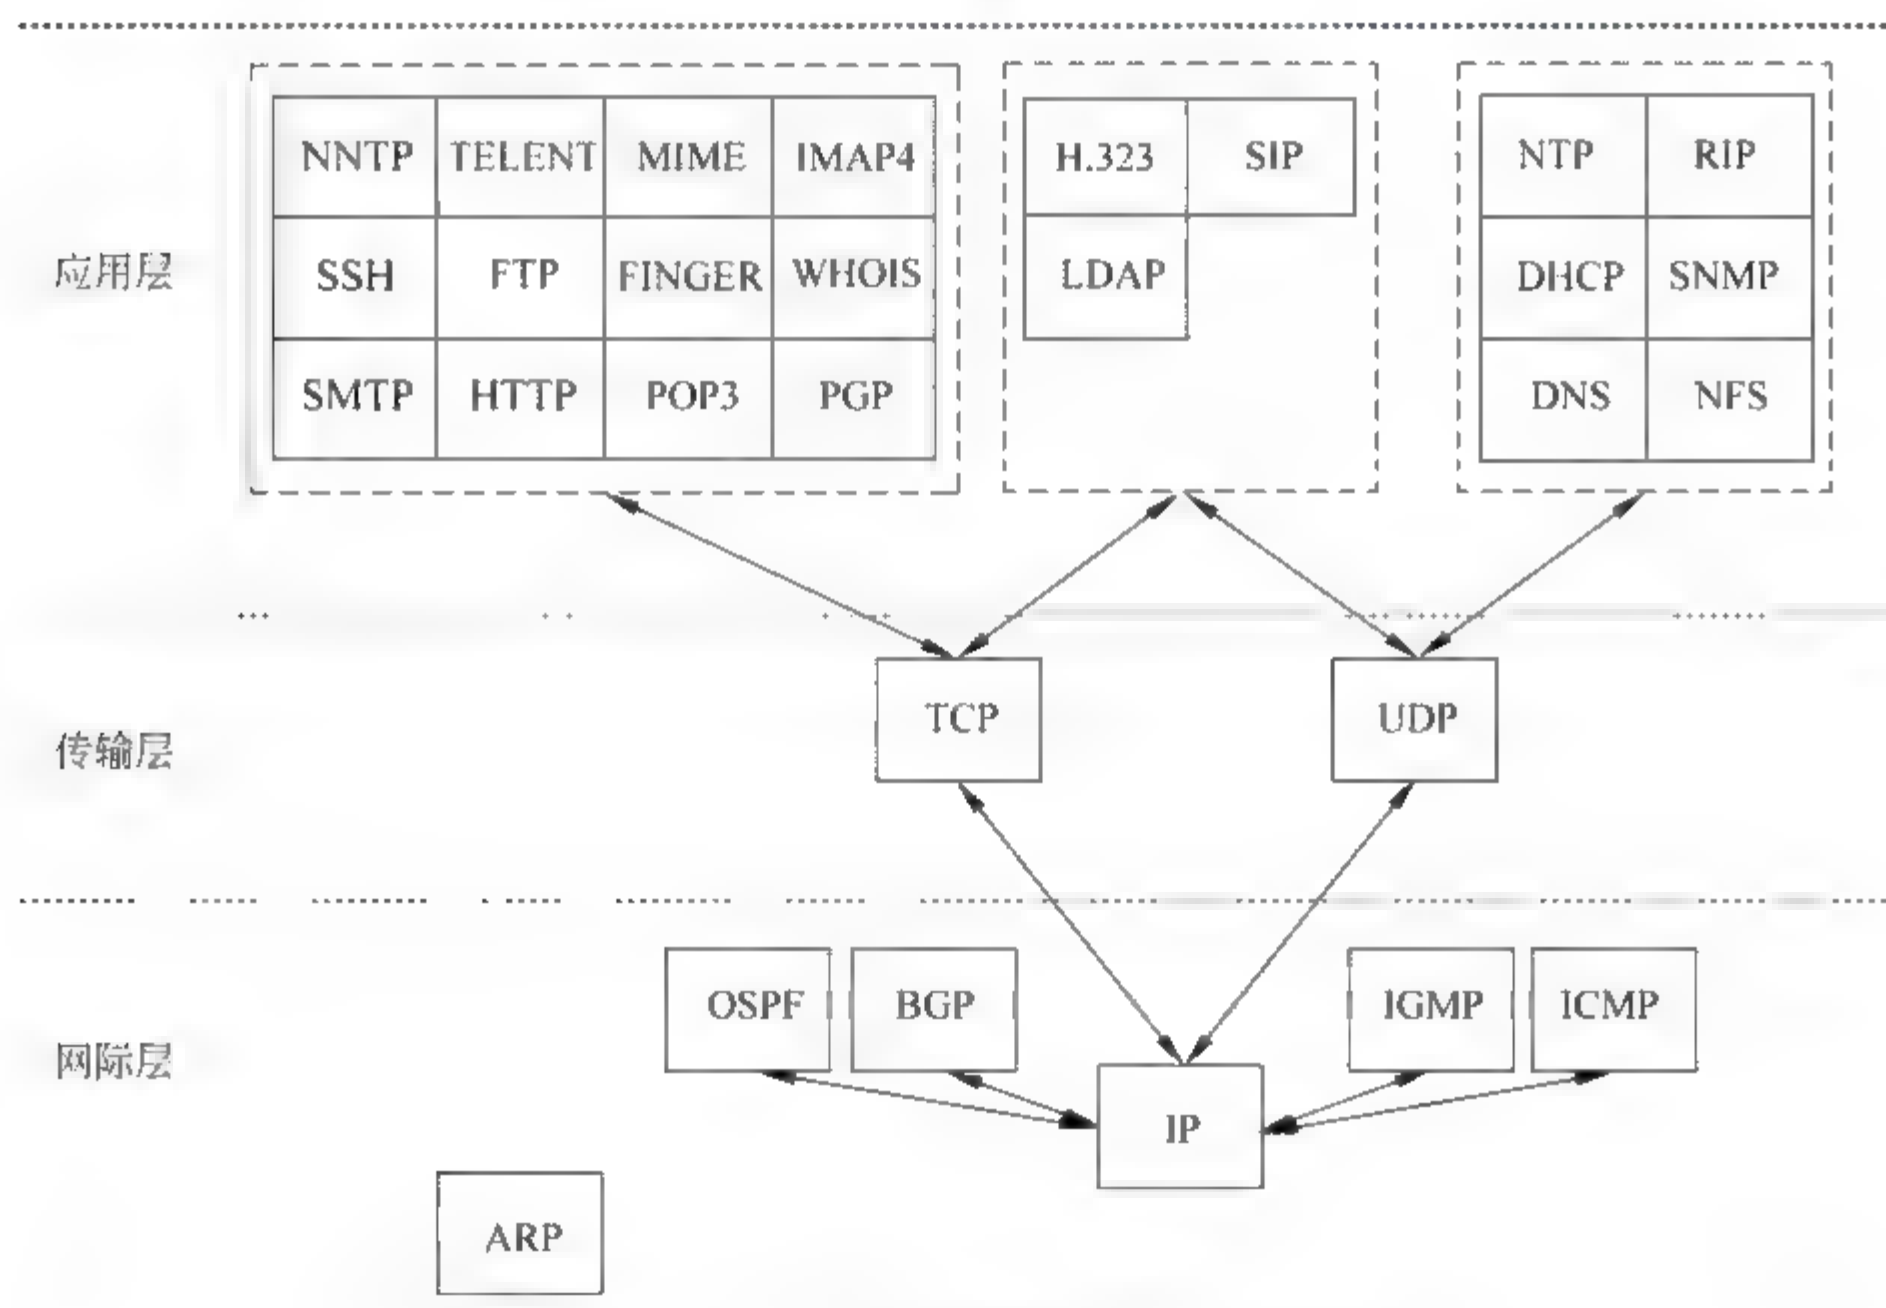 NNTP TELENT MIME IMAP4 H.323 SIP NTP RIP
应用层 SSH FTP FINGER WHOIS LDAP DHCP SNMP
SMTP HTTP POP3 PGP DNS NFS
传输层 TCP UDP
OSPF BGP IGMP ICMP
网际层
IP
ARP